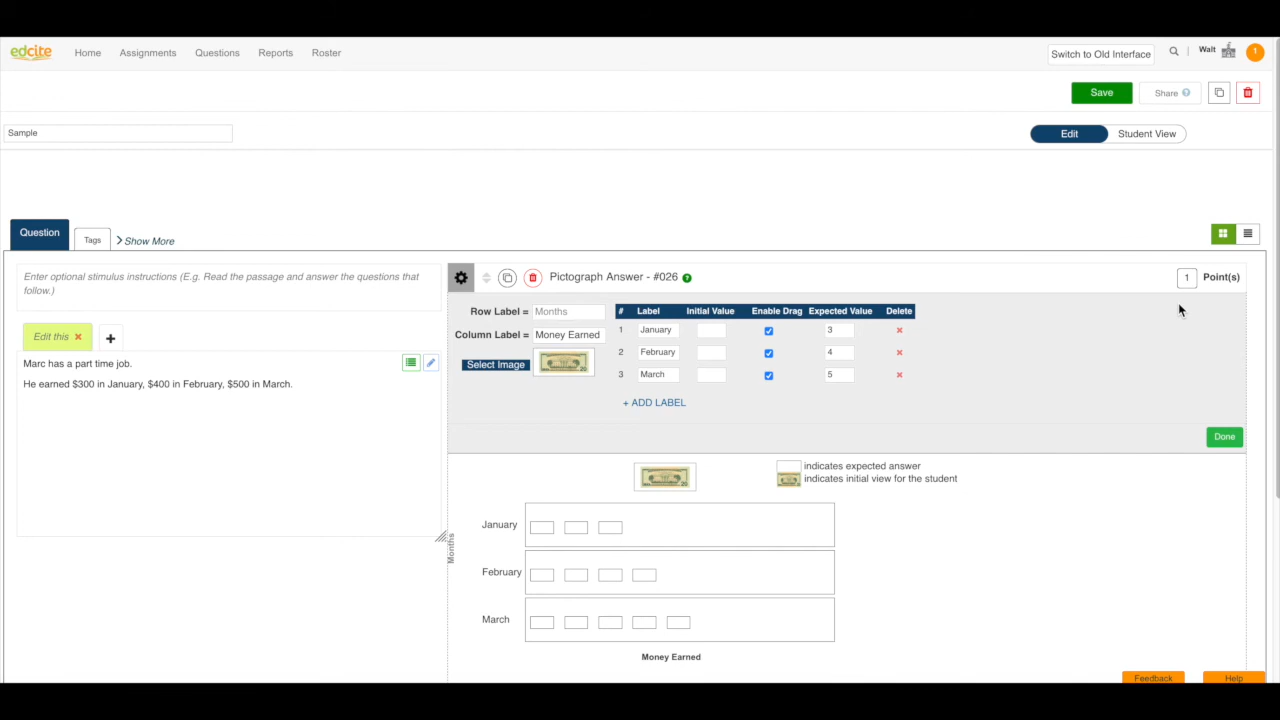 edcite
Home Assignments Questions Reports Roster
Switch to Old Interface
Walt
1
Save
Share ?
Sample
Edit Student View
Question
Tags
Show More
Enter optional stimulus instructions (E.g. Read the passage and answer the questions that
follow.)
Edit this
Marc has a part time job.
He earned $300 in January, $400 in February, $500 in March.
Pictograph Answer - #026 ?
1 Point(s)
Row Label = Months
Column Label = Money Earned
Select Image
# Label Initial Value Enable Drag Expected Value Delete
1 January 3
2 February 4
3 March 5
+ ADD LABEL
Done
indicates expected answer
indicates initial view for the student
Months
January
February
March
Money Earned
Feedback
Help